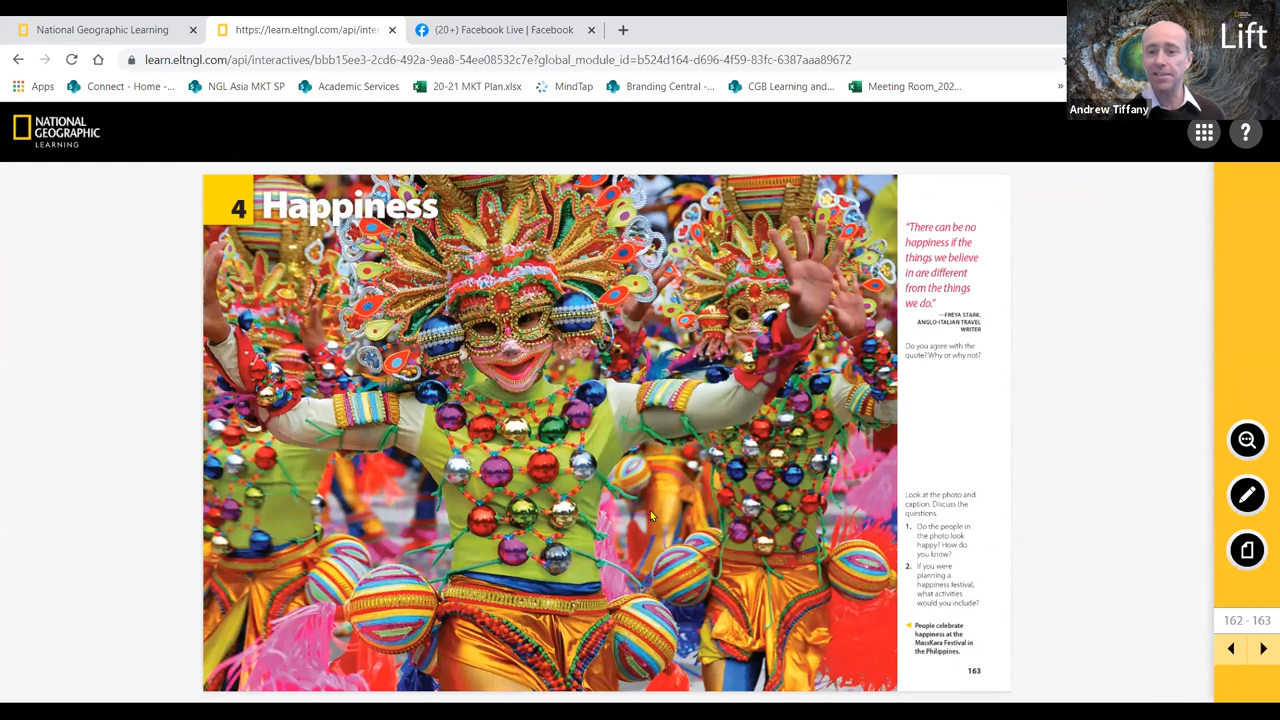 National Geographic Learning
https://learn.eltngl.com/api/inter
(20+) Facebook Live | Facebook
learn.eltngl.com/api/interactives/bbb15ee3-2cd6-492a-9ea8-54ee08532c7e?global_module_id=b524d164-d696-4f59-83fc-6387aaa89672
Apps
Connect - Home -...
NGL Asia MKT SP
Academic Services
20-21 MKT Plan.xlsx
MindTap
Branding Central -...
CGB Learning and...
Meeting Room_202...
»
Lift
Andrew Tiffany
NATIONAL
GEOGRAPHIC
LEARNING
?
4 Happiness
“There can be no
happiness if the
things we believe
in are different
from the things
we do.”
—FREYA STARK,
ANGLO-ITALIAN TRAVEL
WRITER
Do you agree with the
quote? Why or why not?
Look at the photo and
caption. Discuss the
questions.
1. Do the people in
the photo look
happy? How do
you know?
2. If you were
planning a
happiness festival,
what activities
would you include?
People celebrate
happiness at the
MassKara Festival in
the Philippines.
163
162 - 163